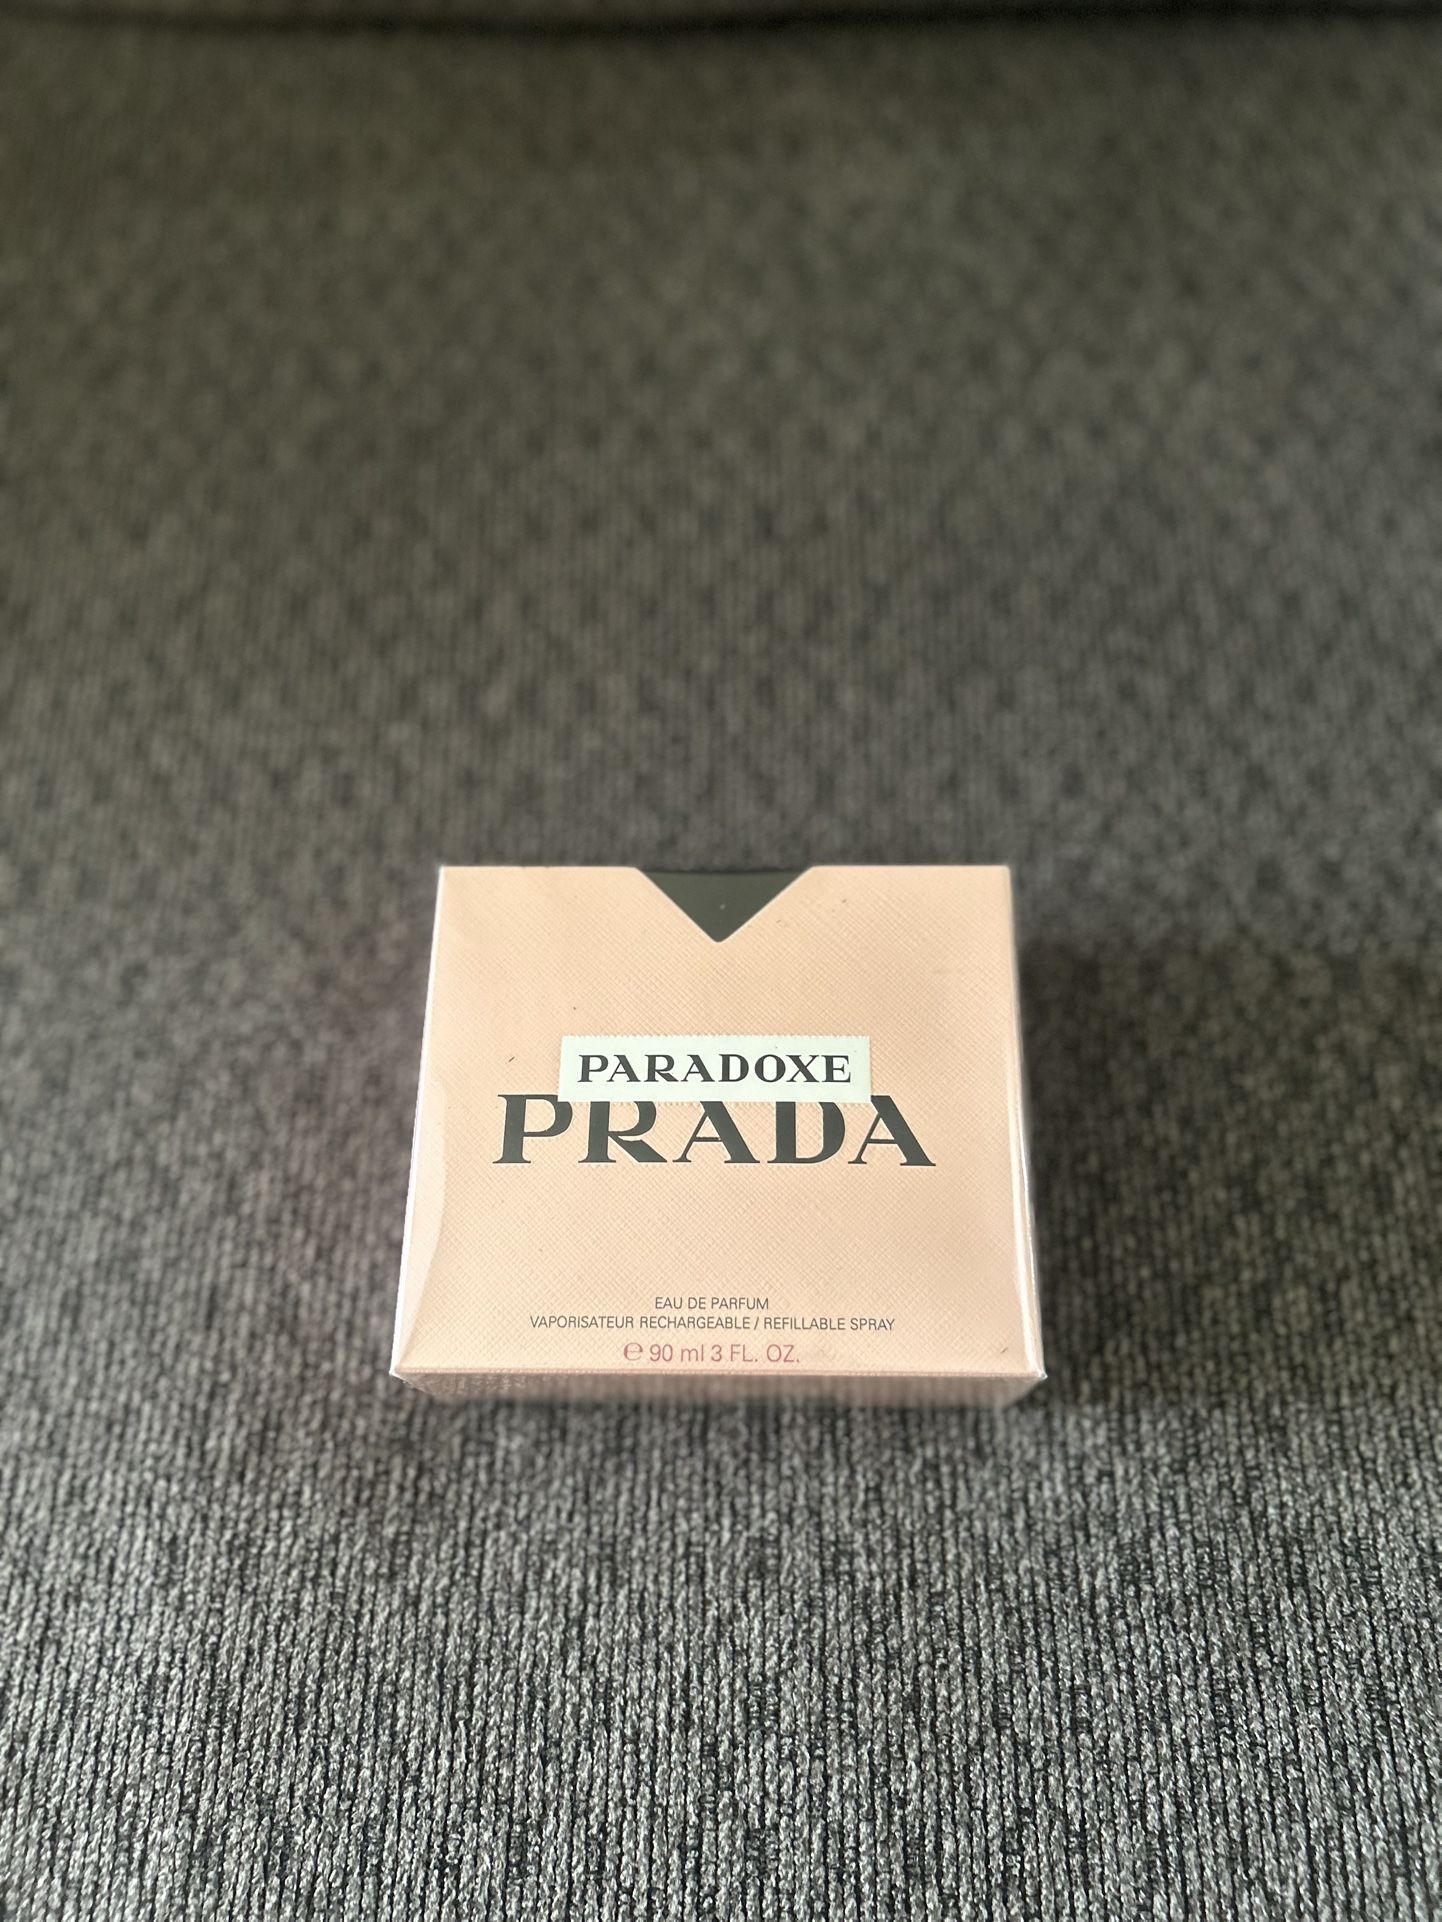 PARADOXE
PRADA
EAU DE PARFUM
VAPORISATEUR RECHARGEABLE / REFILLABLE SPRAY
℮ 90 ml 3 FL. OZ.